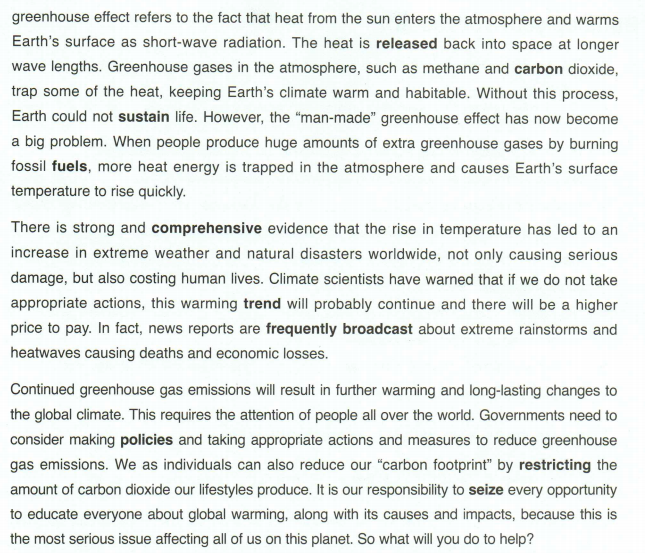 greenhouse effect refers to the fact that heat from the sun enters the atmosphere and warms
Earth's surface as short-wave radiation. The heat is released back into space at longer
wave lengths. Greenhouse gases in the atmosphere, such as methane and carbon dioxide,
trap some of the heat, keeping Earth's climate warm and habitable. Without this process,
Earth could not sustain life. However, the “man-made” greenhouse effect has now become
a big problem. When people produce huge amounts of extra greenhouse gases by burning
fossil fuels, more heat energy is trapped in the atmosphere and causes Earth's surface
temperature to rise quickly.
There is strong and comprehensive evidence that the rise in temperature has led to an
increase in extreme weather and natural disasters worldwide, not only causing serious
damage, but also costing human lives. Climate scientists have warned that if we do not take
appropriate actions, this warming trend will probably continue and there will be a higher
price to pay. In fact, news reports are frequently broadcast about extreme rainstorms and
heatwaves causing deaths and economic losses.
Continued greenhouse gas emissions will result in further warming and long-lasting changes to
the global climate. This requires the attention of people all over the world. Governments need to
consider making policies and taking appropriate actions and measures to reduce greenhouse
gas emissions. We as individuals can also reduce our “carbon footprint” by restricting the
amount of carbon dioxide our lifestyles produce. It is our responsibility to seize every opportunity
to educate everyone about global warming, along with its causes and impacts, because this is
the most serious issue affecting all of us on this planet. So what will you do to help?